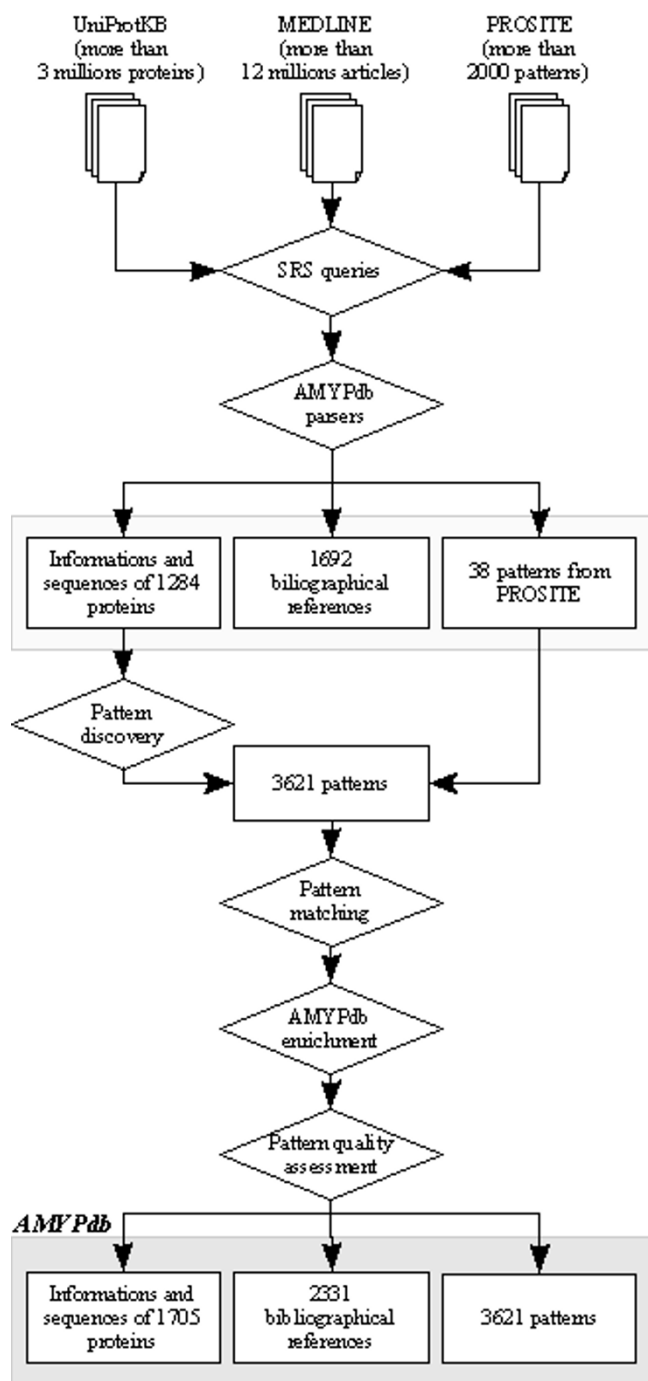 UniProtKB
(more than
3 millions proteins)
MEDLINE
(more than
12 millions articles)
PROSITE
(more than
2000 patterns)
SRS queries
AMYPdb
parsers
Informations and
sequences of 1284
proteins
1692
biliographical
references
38 patterns from
PROSITE
Pattern
discovery
3621 patterns
Pattern
matching
AMYPdb
enrichment
Pattern quality
assessment
AMYPdb
Informations and
sequences of 1705
proteins
2331
bibliographical
references
3621 patterns